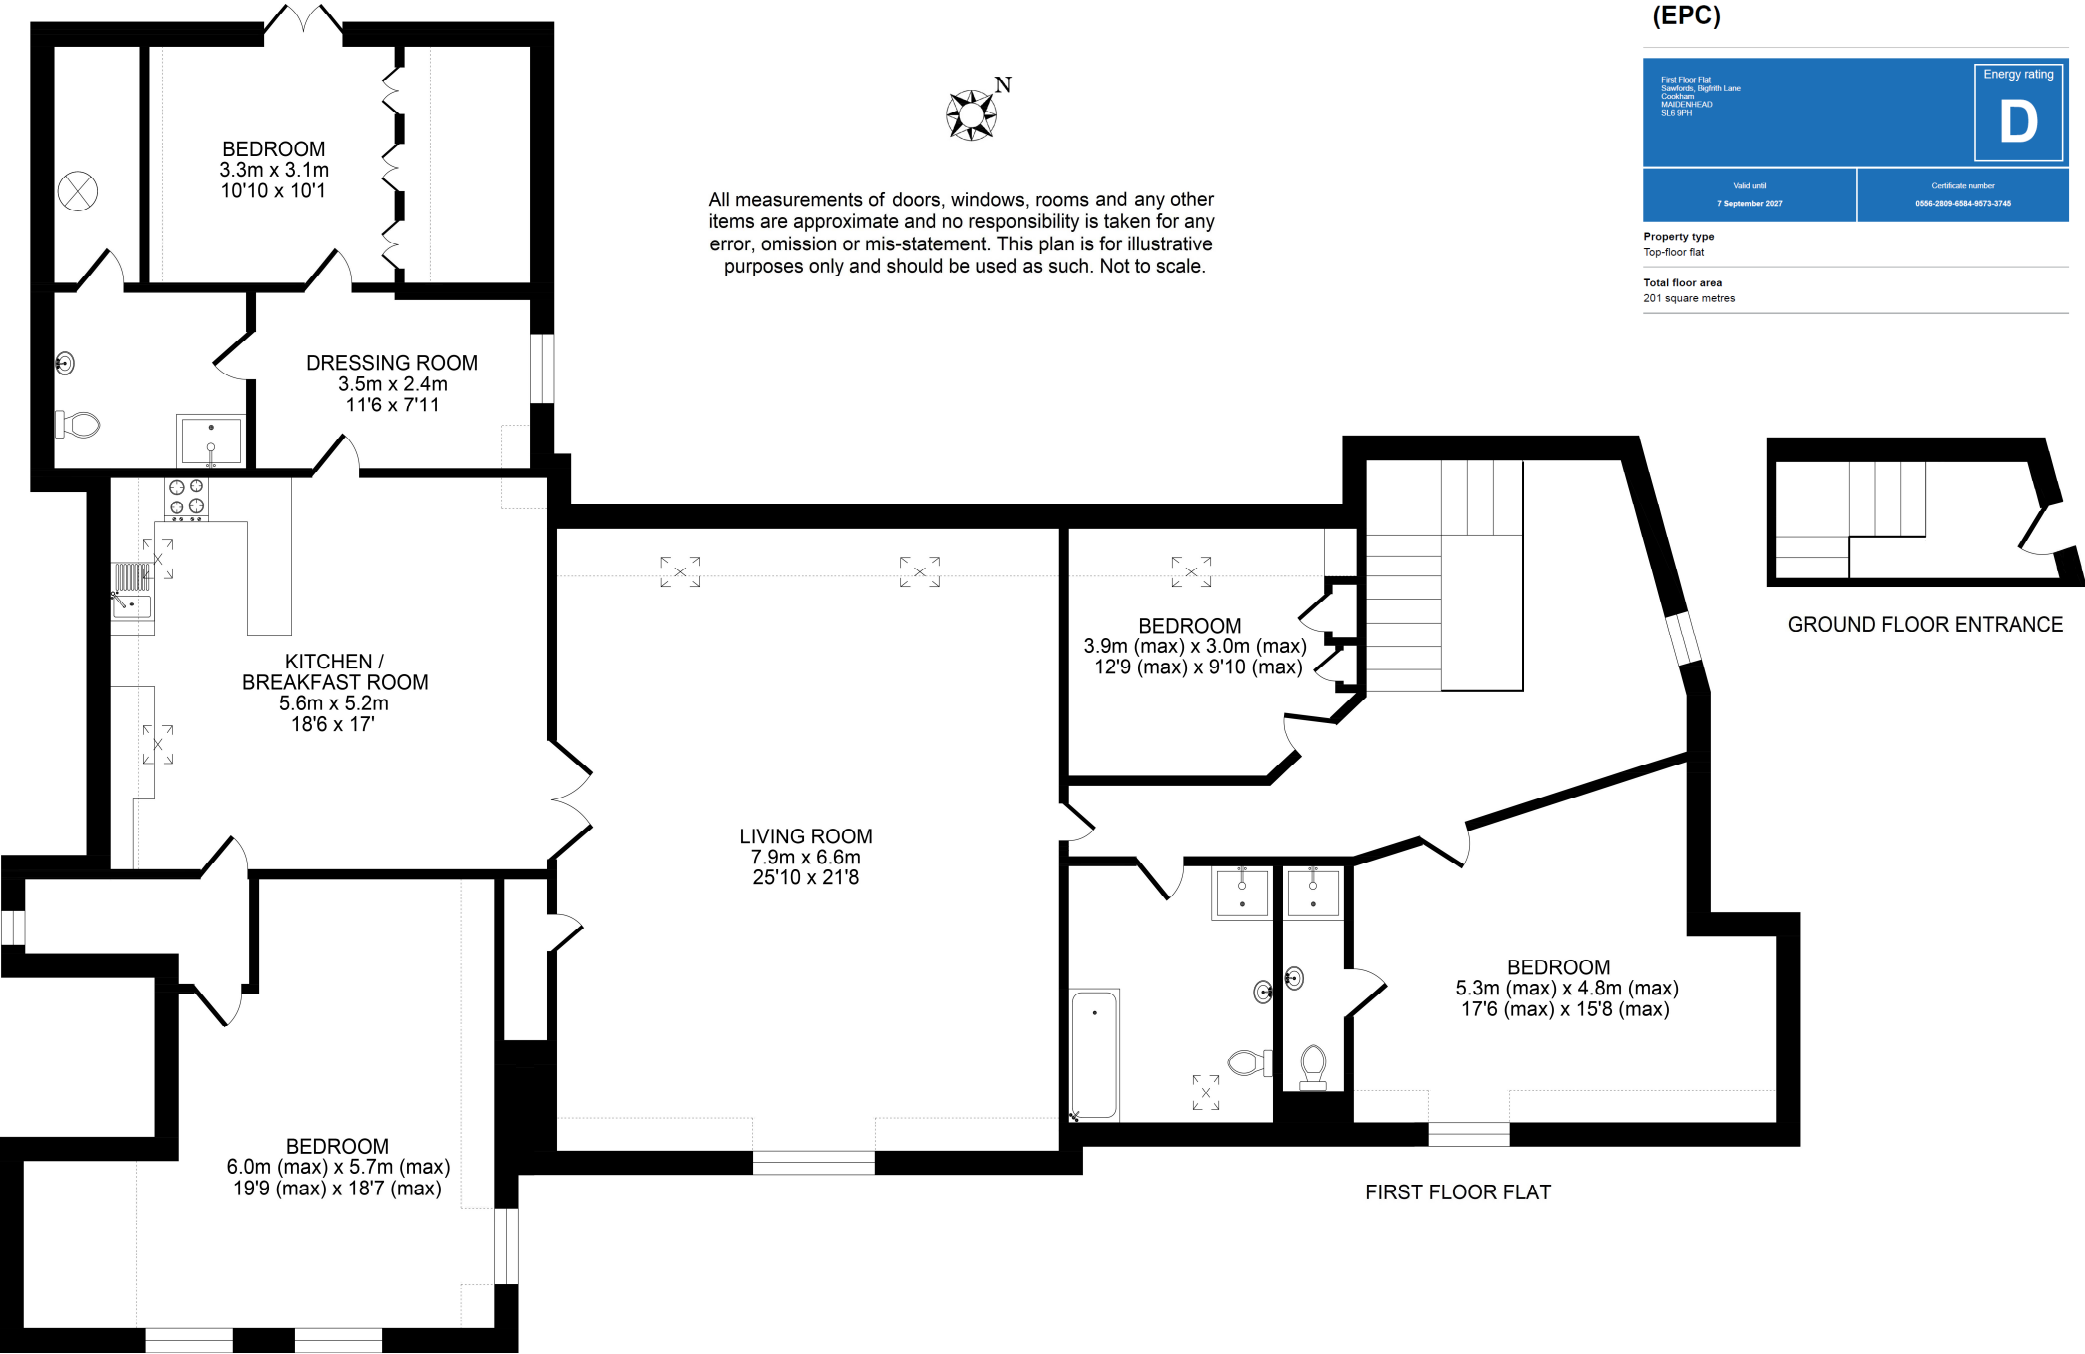 (EPC)
First Floor Flat
Sawfords, Bigfrith Lane
Cookham
MAIDENHEAD
SL6 9PH
Energy rating
D
Valid until
7 September 2027
Certificate number
0556-2809-6584-9573-3745
Property type
Top-floor flat
Total floor area
201 square metres
N
All measurements of doors, windows, rooms and any other
items are approximate and no responsibility is taken for any
error, omission or mis-statement. This plan is for illustrative
purposes only and should be used as such. Not to scale.
BEDROOM
3.3m x 3.1m
10'10 x 10'1
DRESSING ROOM
3.5m x 2.4m
11'6 x 7'11
KITCHEN /
BREAKFAST ROOM
5.6m x 5.2m
18'6 x 17'
LIVING ROOM
7.9m x 6.6m
25'10 x 21'8
BEDROOM
3.9m (max) x 3.0m (max)
12'9 (max) x 9'10 (max)
GROUND FLOOR ENTRANCE
BEDROOM
5.3m (max) x 4.8m (max)
17'6 (max) x 15'8 (max)
BEDROOM
6.0m (max) x 5.7m (max)
19'9 (max) x 18'7 (max)
FIRST FLOOR FLAT